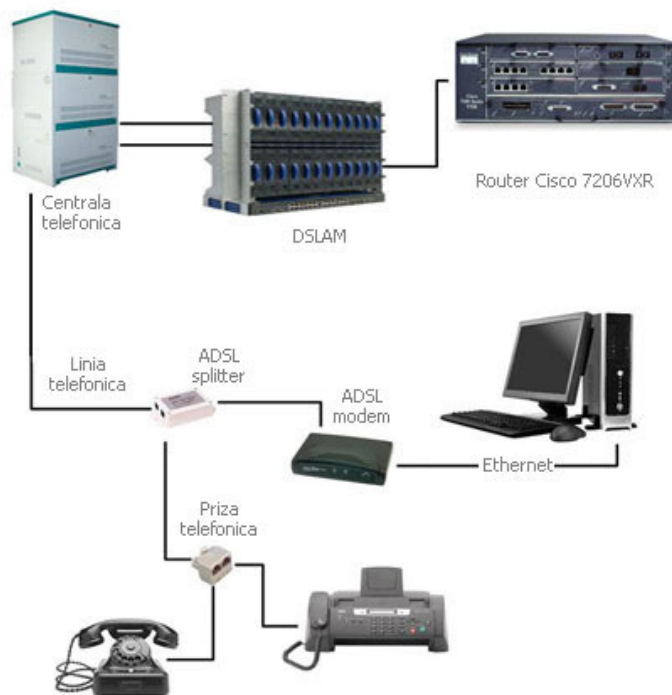 Centrala
telefonica
DSLAM
Router Cisco 7206VXR
Linia
telefonica
ADSL
splitter
ADSL
modem
Ethernet
Priza
telefonica